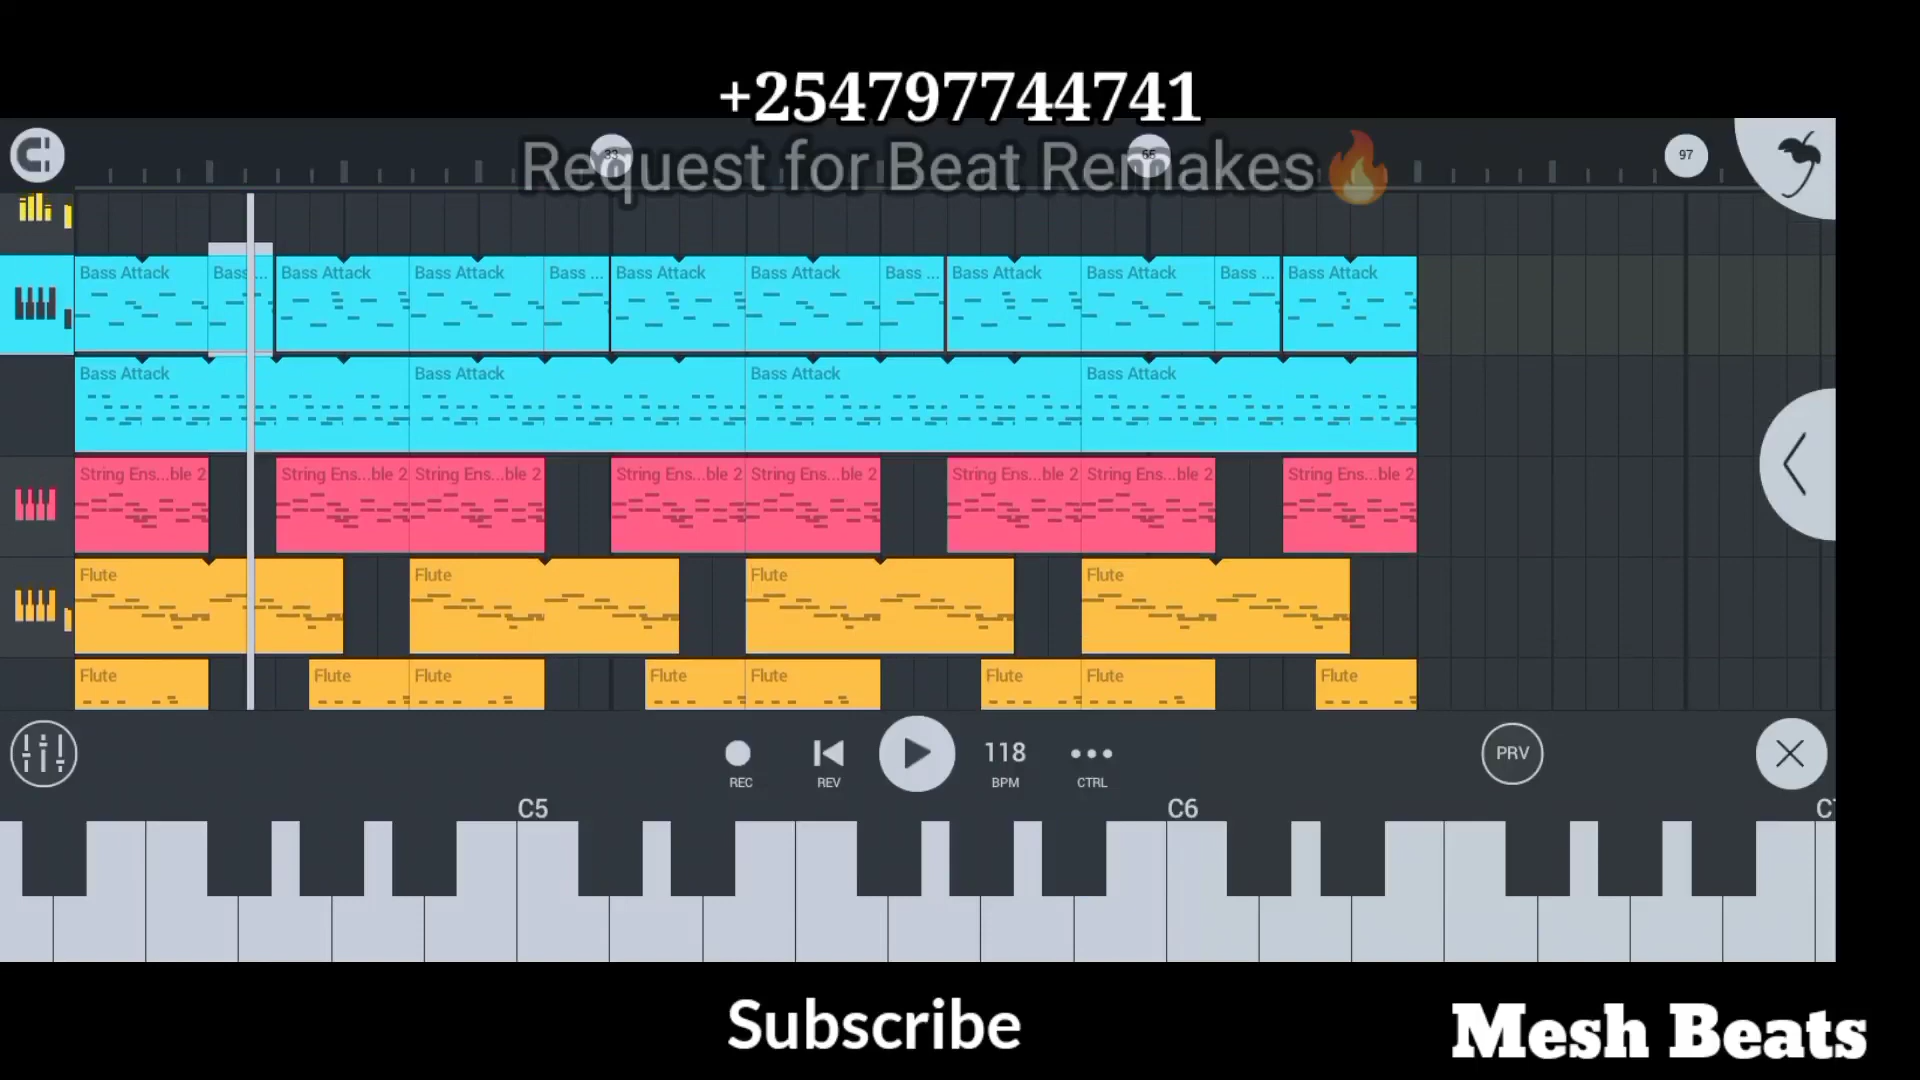 +254797744741
Request for Beat Remakes🔥
33 65 97
Bass Attack Bass ... Bass Attack Bass Attack Bass ... Bass Attack Bass Attack Bass ... Bass Attack Bass Attack Bass ... Bass Attack
Bass Attack Bass Attack Bass Attack Bass Attack
String Ens...ble 2 String Ens...ble 2 String Ens...ble 2 String Ens...ble 2 String Ens...ble 2 String Ens...ble 2 String Ens...ble 2 String Ens...ble 2
Flute Flute Flute Flute
Flute Flute Flute Flute Flute Flute Flute Flute
118 PRV
REC REV BPM CTRL
C5 C6 C7
Subscribe
Mesh Beats